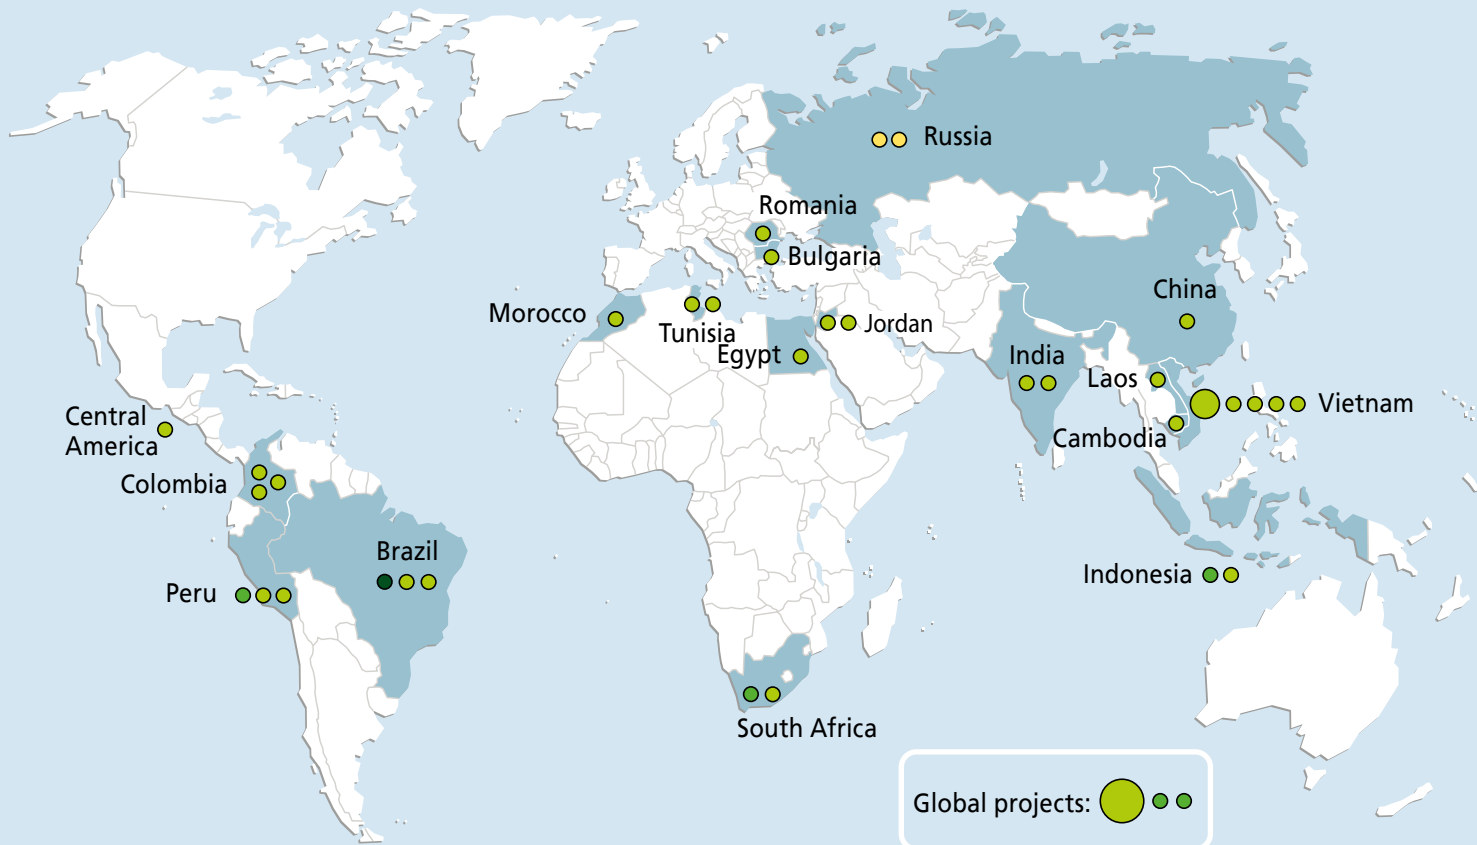 Russia
Romania
Bulgaria
China
Morocco
Tunisia
Jordan
Egypt
India
Laos
Vietnam
Central
America
Cambodia
Colombia
Brazil
Indonesia
Peru
South Africa
Global projects: